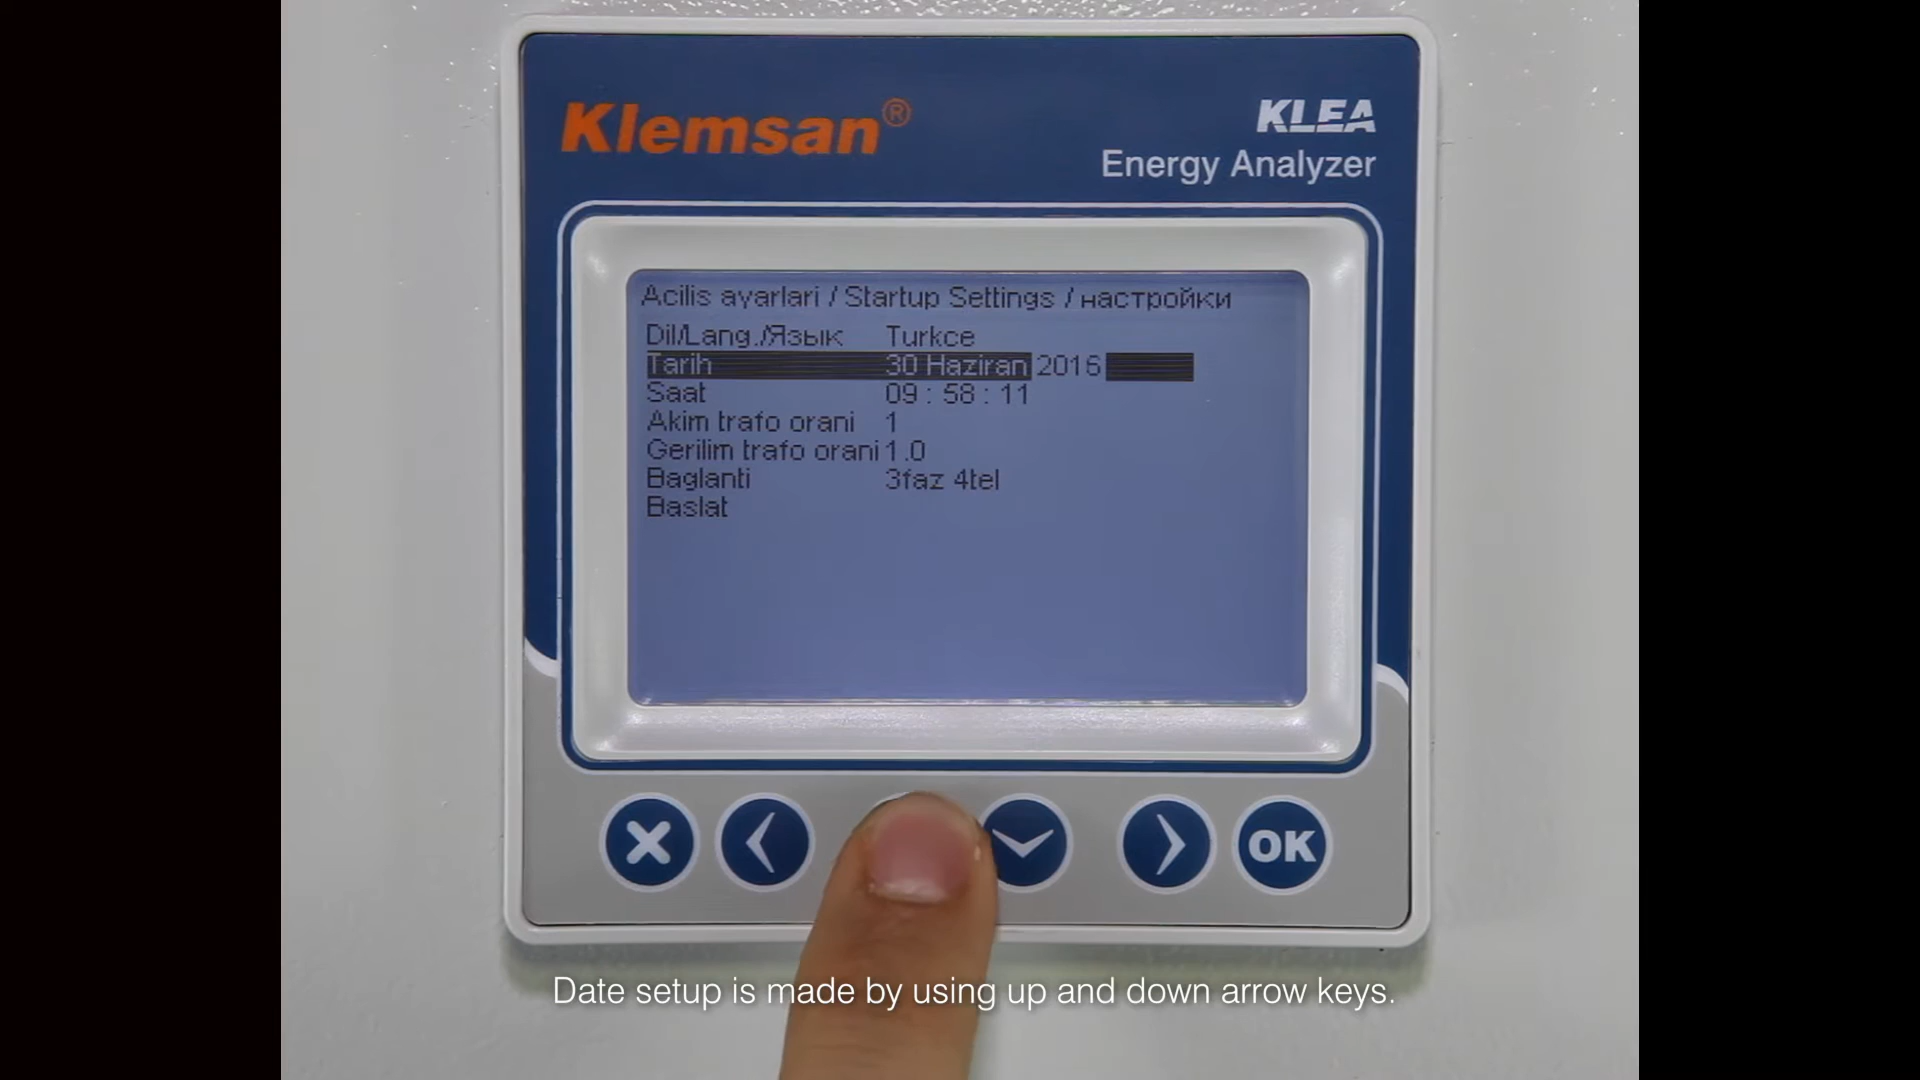 Klemsan®
KLEA
Energy Analyzer
Acilis ayarlari / Startup Settings / настройки
Dil/Lang./Язык Turkce
Tarih 30 Haziran 2016
Saat 09 : 58 : 11
Akim trafo orani 1
Gerilim trafo orani 1.0
Baglanti 3faz 4tel
Baslat
OK
Date setup is made by using up and down arrow keys.